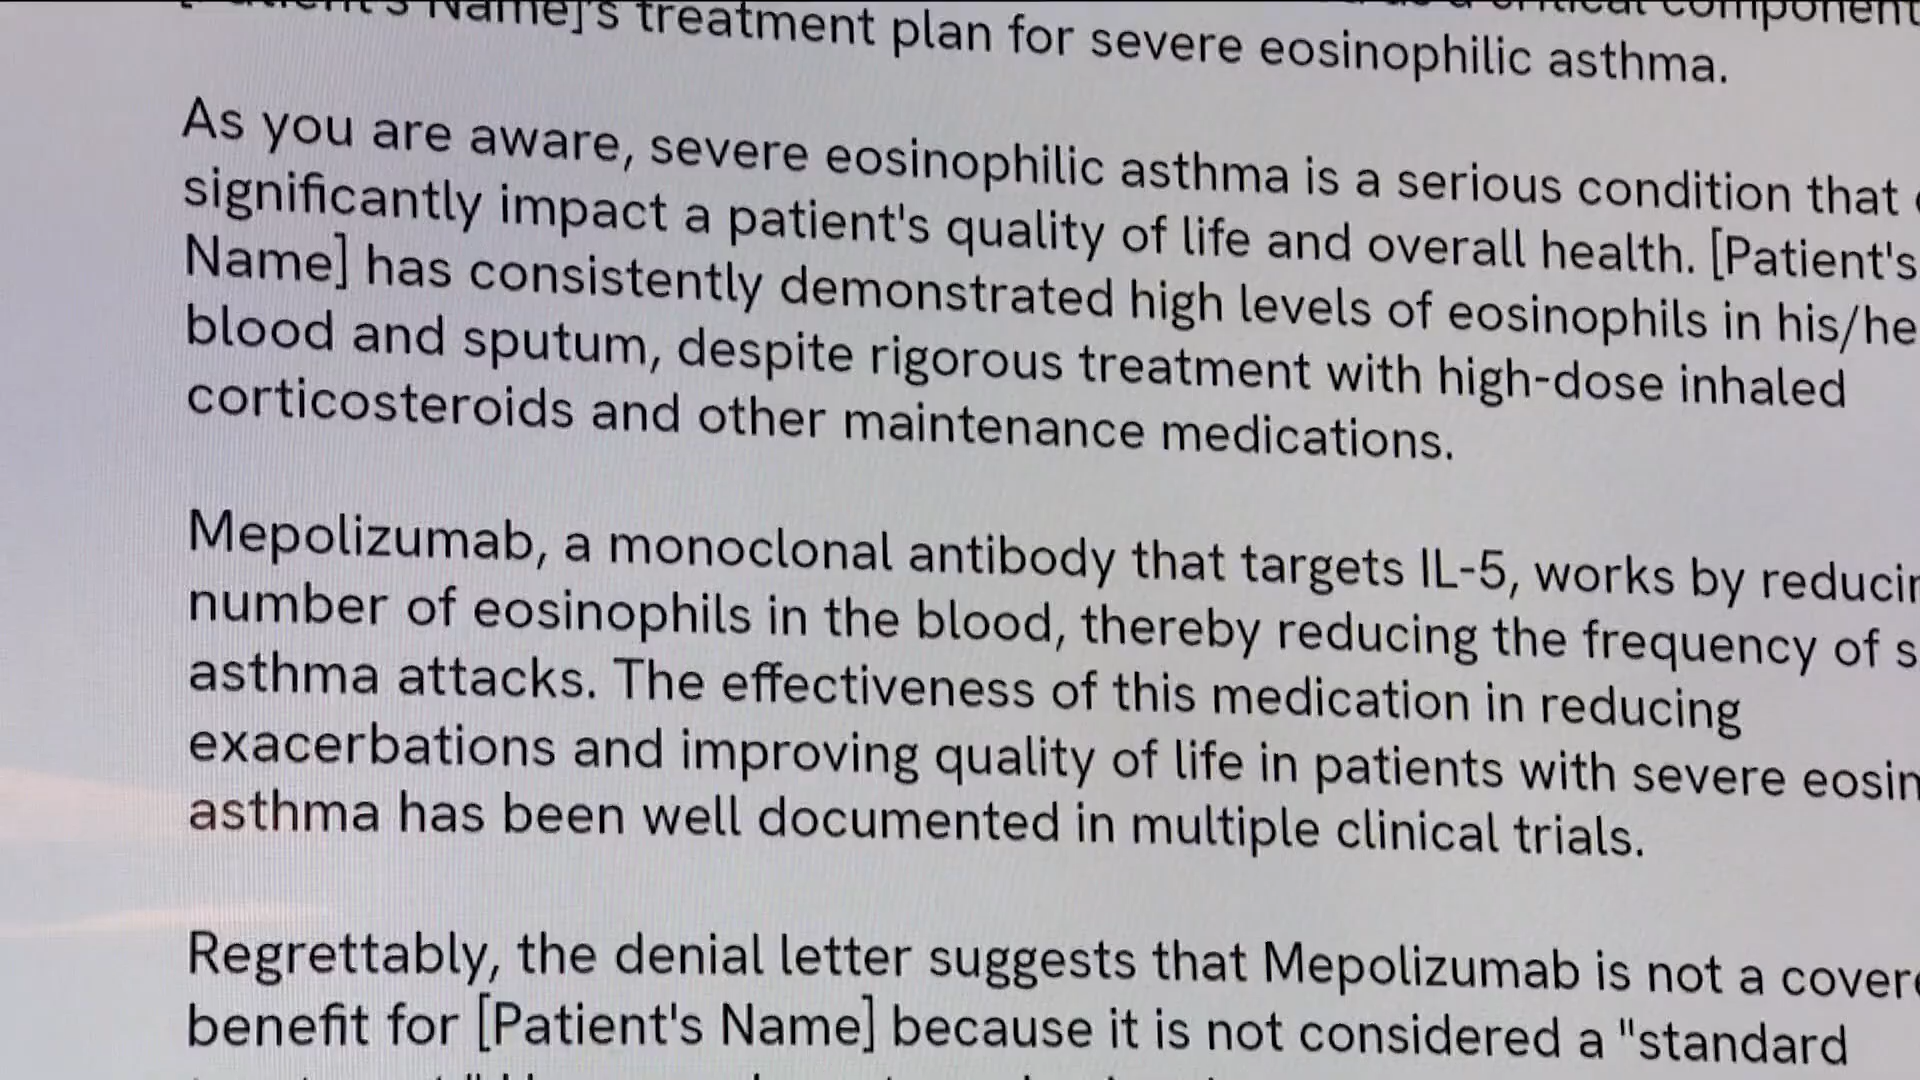 Name]'s treatment plan for severe eosinophilic asthma.
As you are aware, severe eosinophilic asthma is a serious condition that
significantly impact a patient's quality of life and overall health. [Patient's
Name] has consistently demonstrated high levels of eosinophils in his/he
blood and sputum, despite rigorous treatment with high-dose inhaled
corticosteroids and other maintenance medications.
Mepolizumab, a monoclonal antibody that targets IL-5, works by reducin
number of eosinophils in the blood, thereby reducing the frequency of s
asthma attacks. The effectiveness of this medication in reducing
exacerbations and improving quality of life in patients with severe eosin
asthma has been well documented in multiple clinical trials.
Regrettably, the denial letter suggests that Mepolizumab is not a covere
benefit for [Patient's Name] because it is not considered a "standard